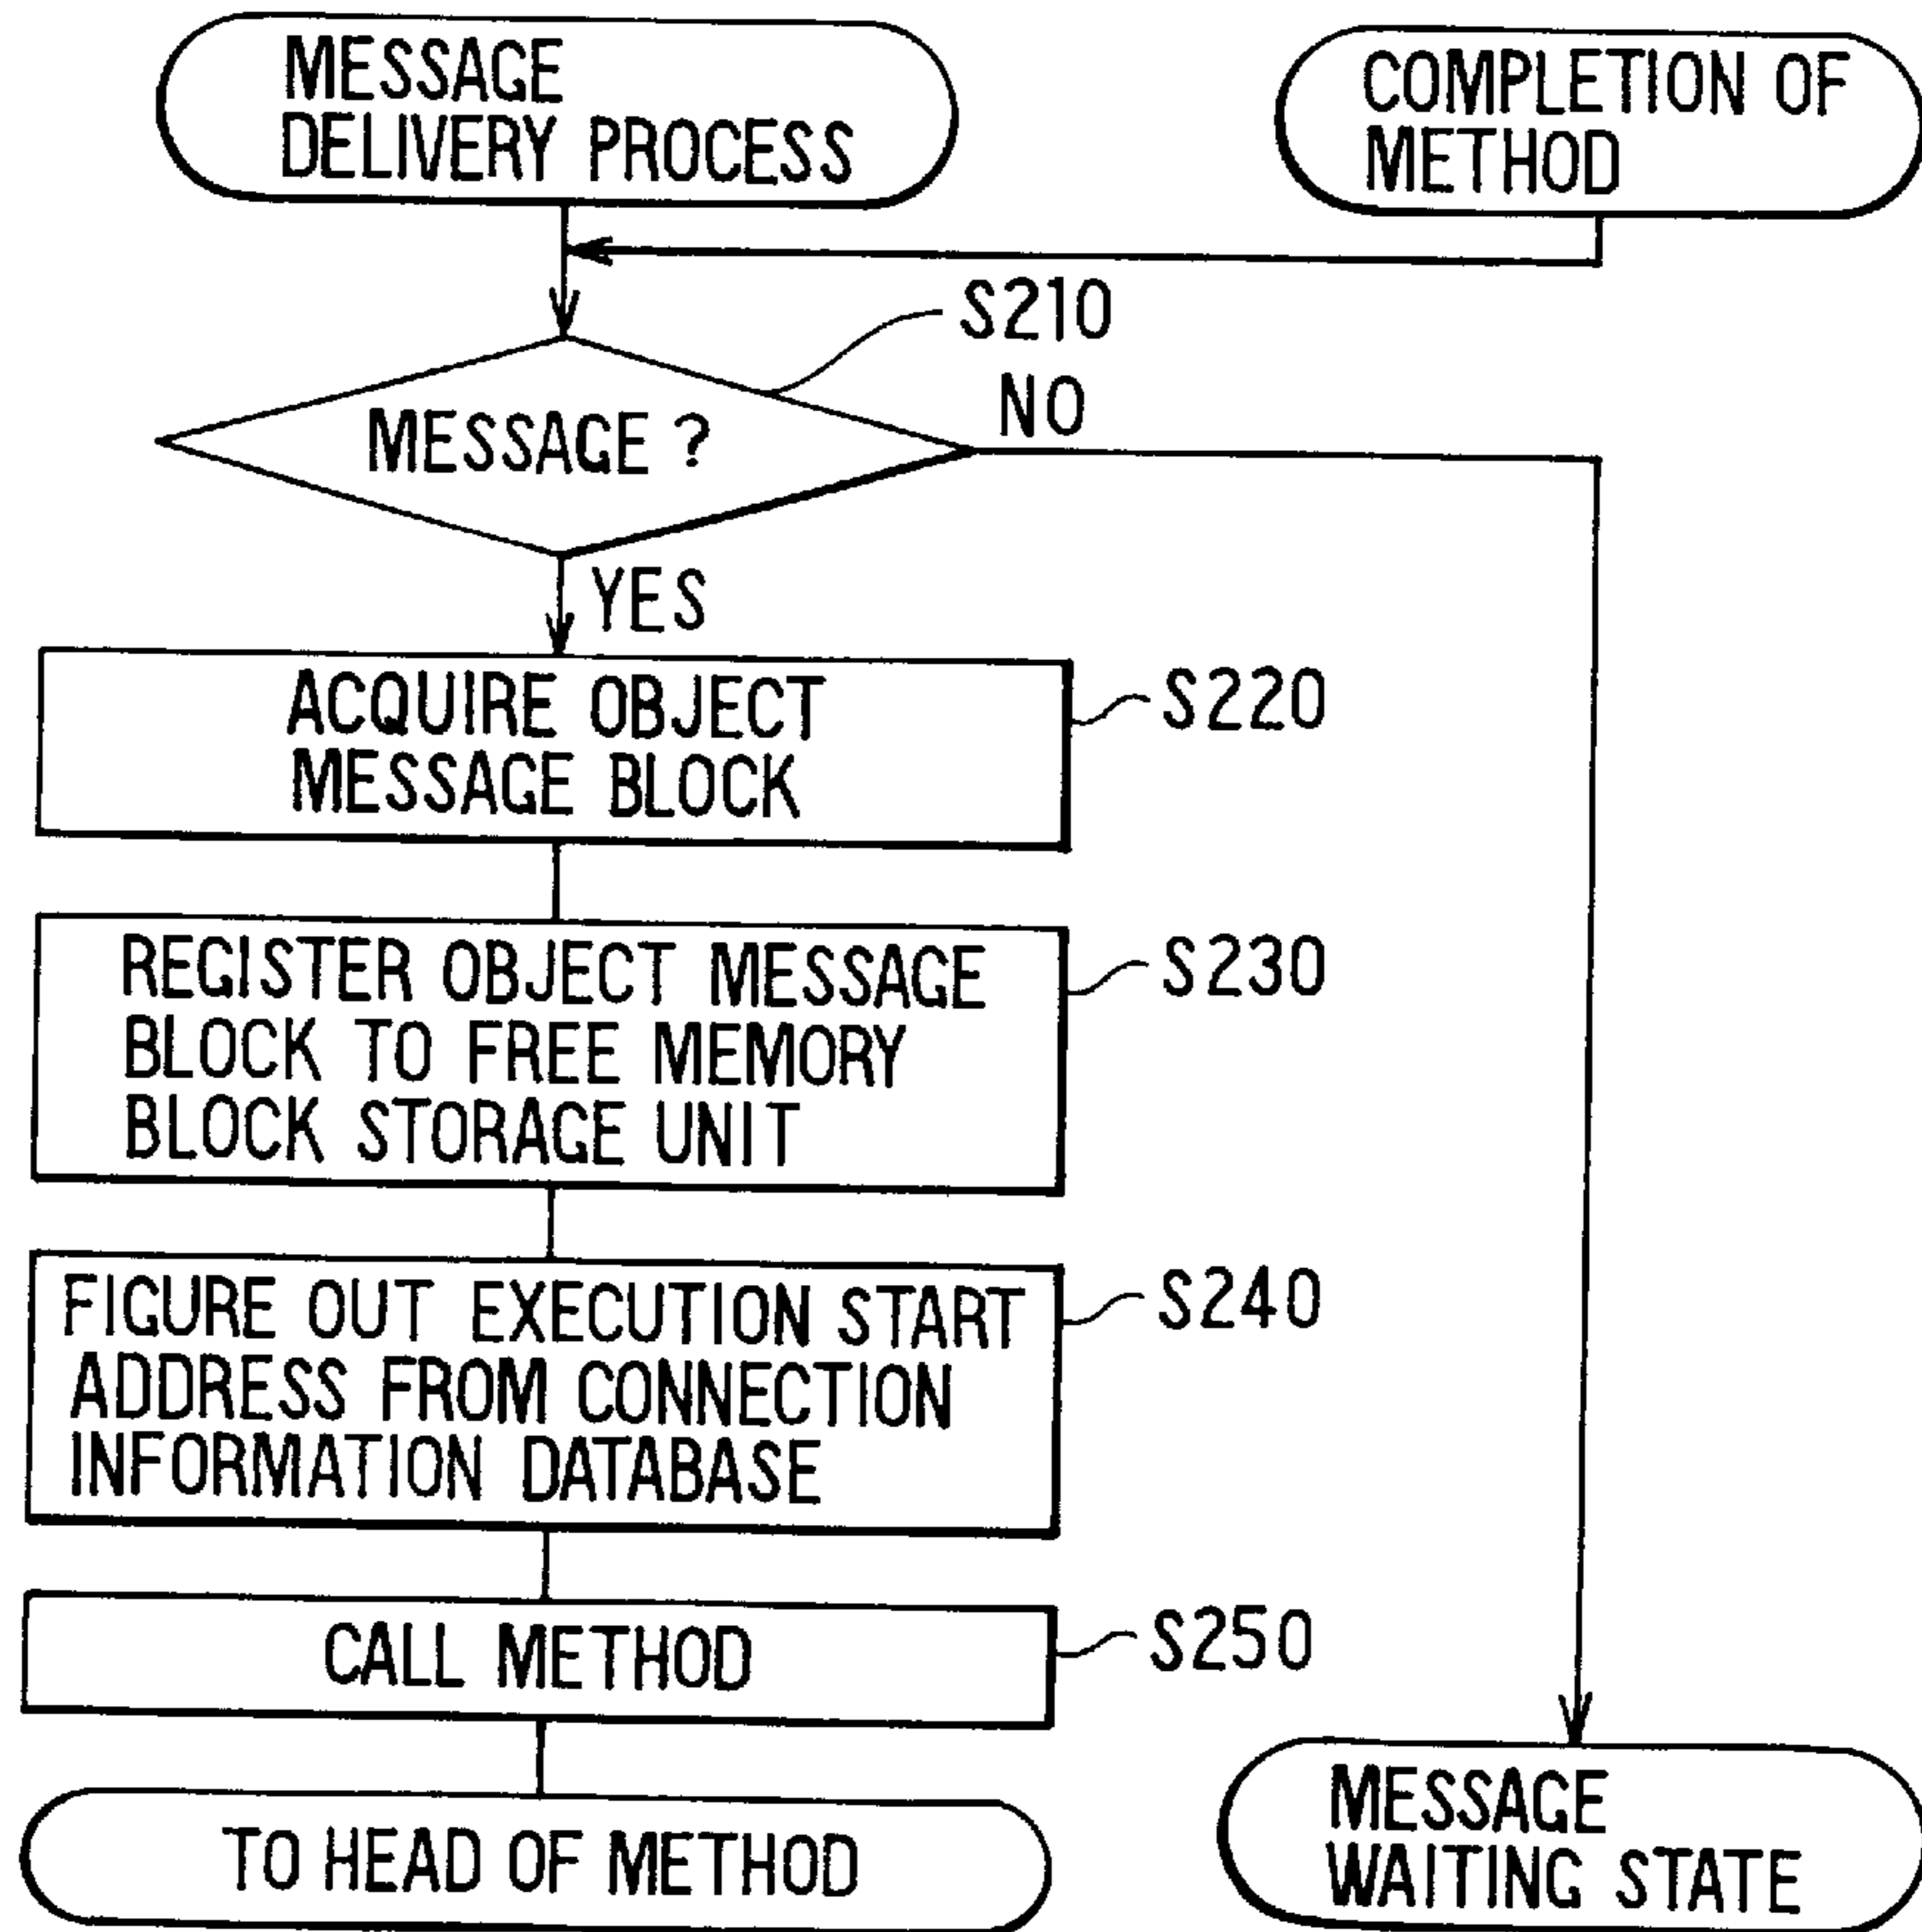 MESSAGE
DELIVERY PROCESS
COMPLETION OF
METHOD
S210
NO
MESSAGE ?
YES
ACQUIRE OBJECT
MESSAGE BLOCK
S220
REGISTER OBJECT MESSAGE
BLOCK TO FREE MEMORY
BLOCK STORAGE UNIT
S230
FIGURE OUT EXECUTION START
ADDRESS FROM CONNECTION
INFORMATION DATABASE
S240
CALL METHOD
S250
TO HEAD OF METHOD
MESSAGE
WAITING STATE